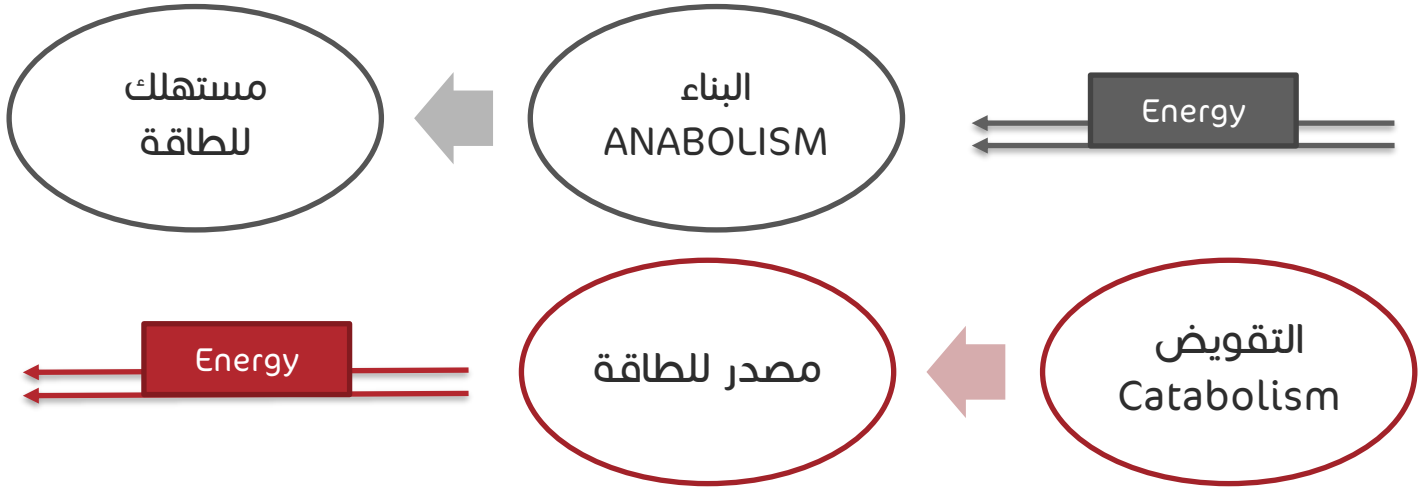 Energy
البناء
ANABOLISM
مستهلك
للطاقة
التقويض
Catabolism
مصدر للطاقة
Energy